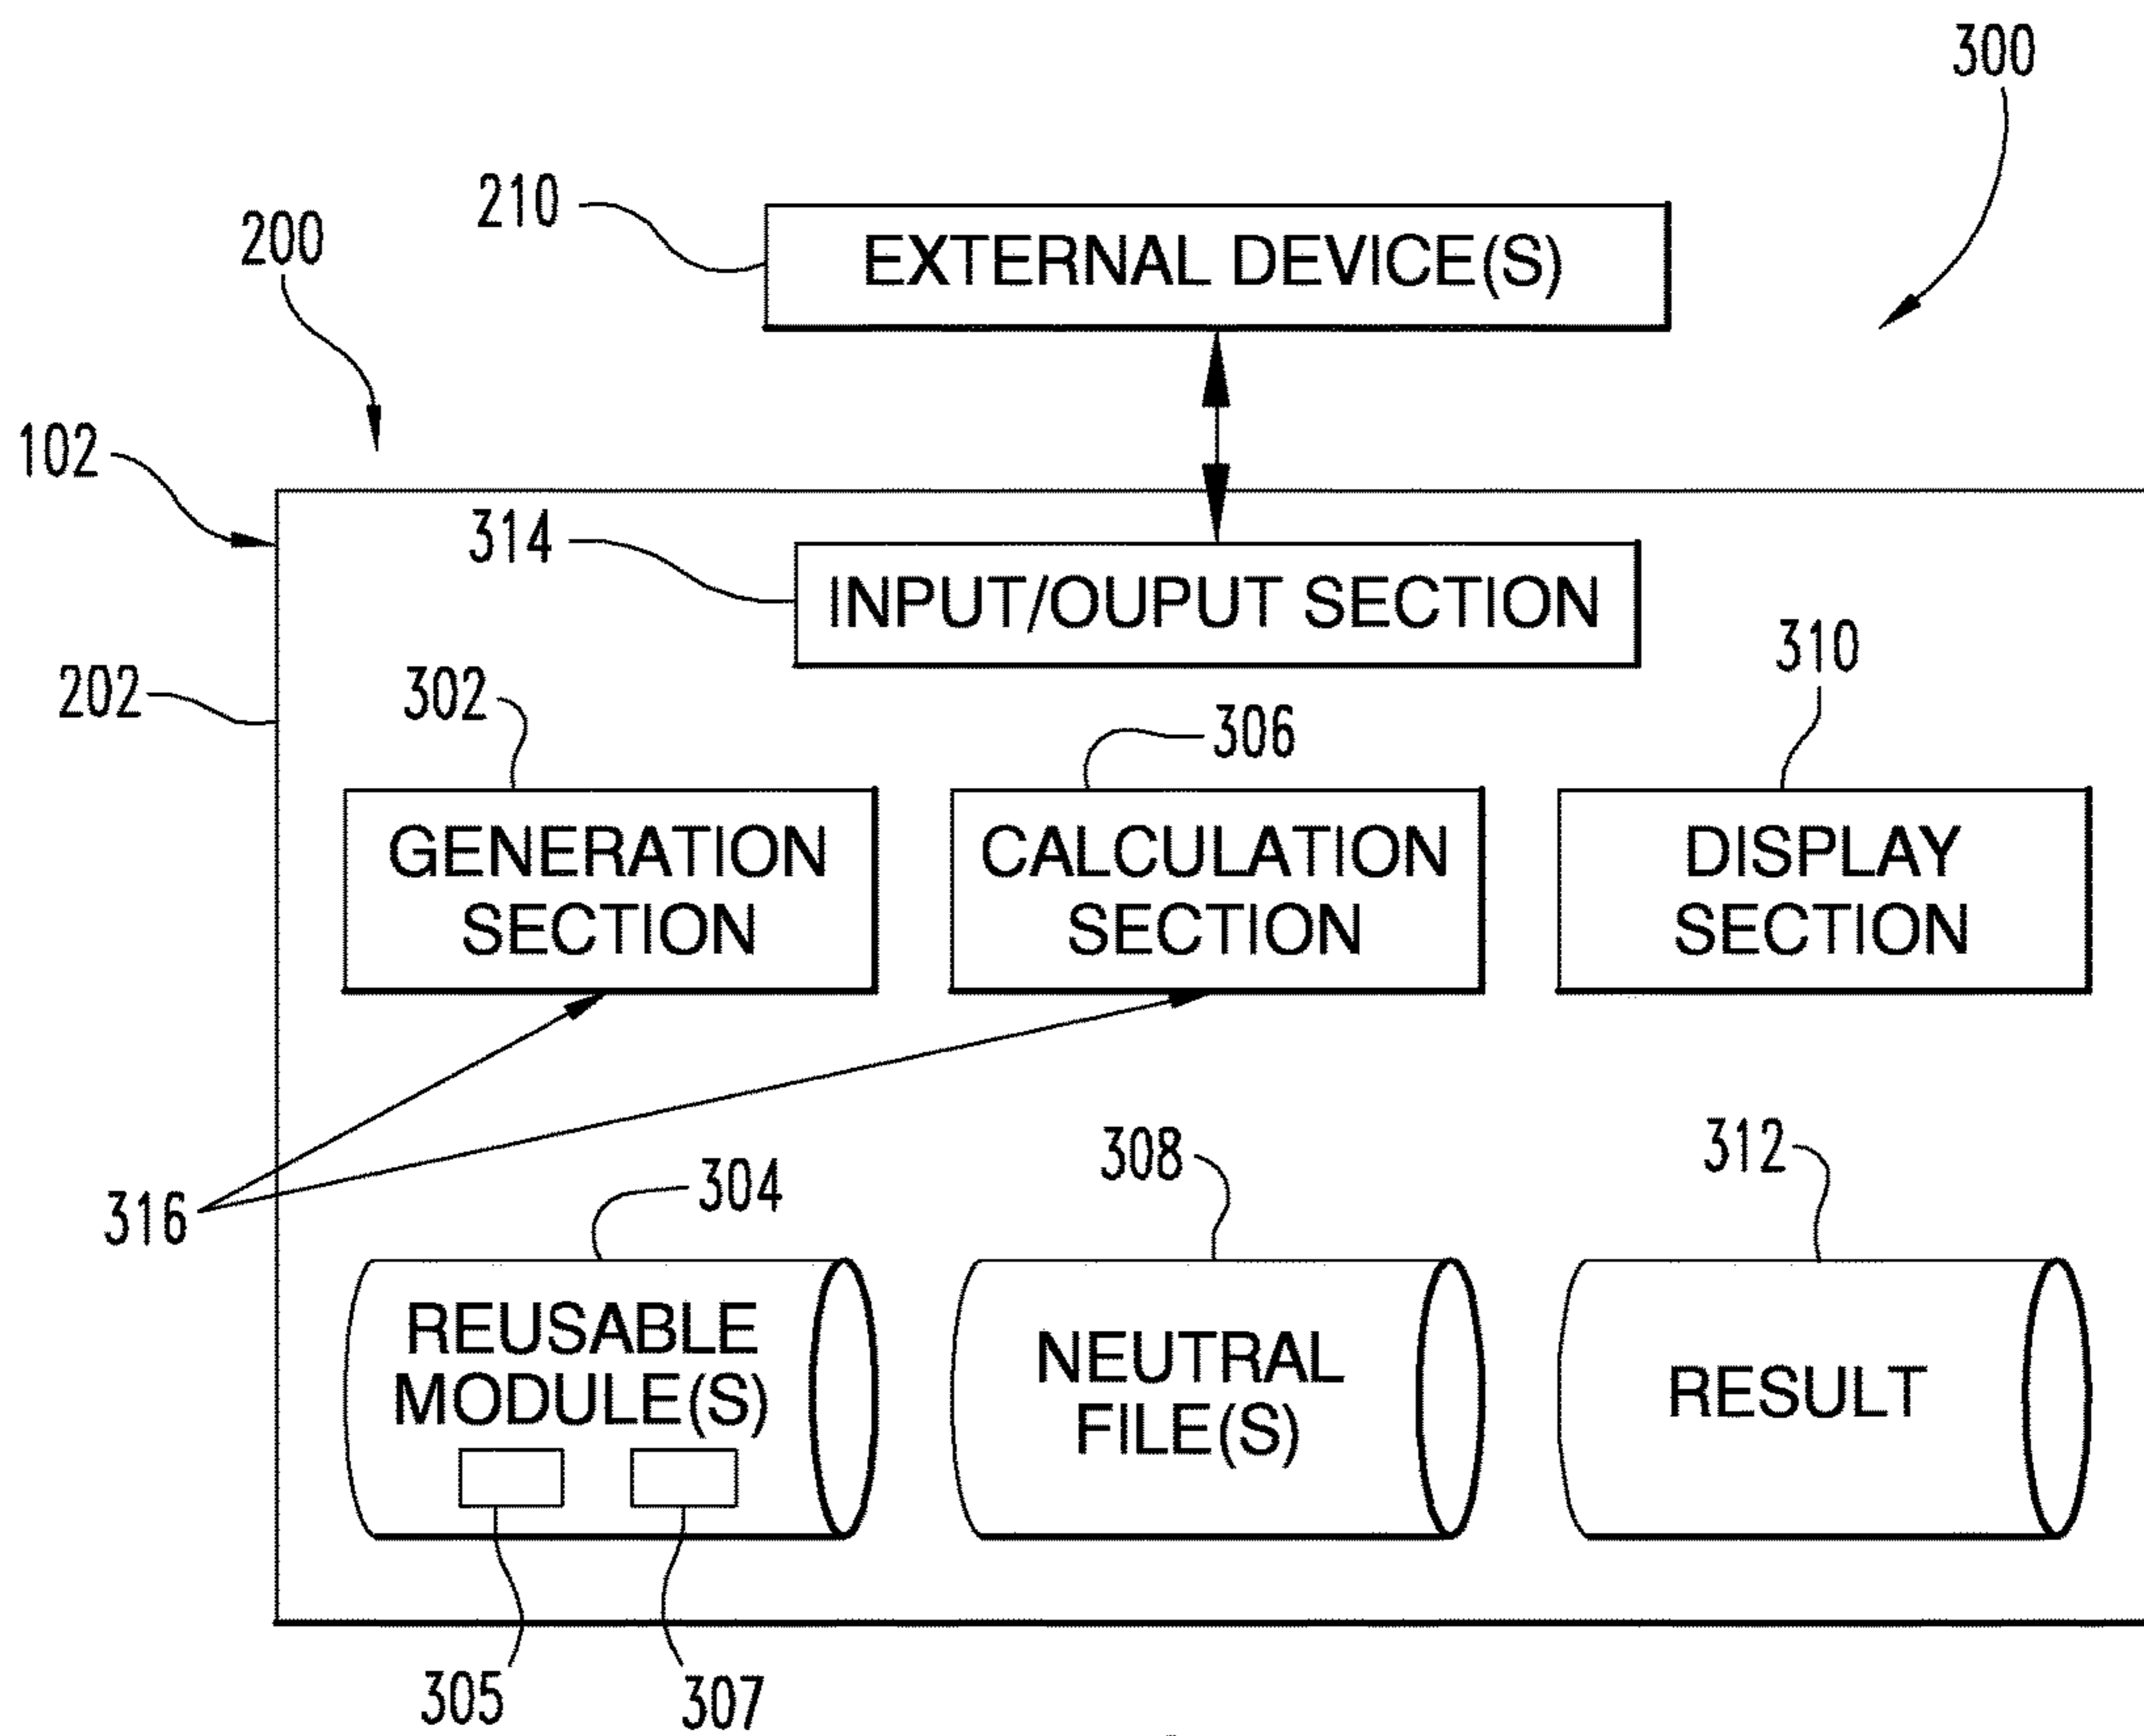 300
210
EXTERNAL DEVICE(S)
200
102
314
INPUT/OUPUT SECTION
310
202
302
306
GENERATION
SECTION
CALCULATION
SECTION
DISPLAY
SECTION
316
304
308
312
REUSABLE
MODULE(S)
NEUTRAL
FILE(S)
RESULT
305
307